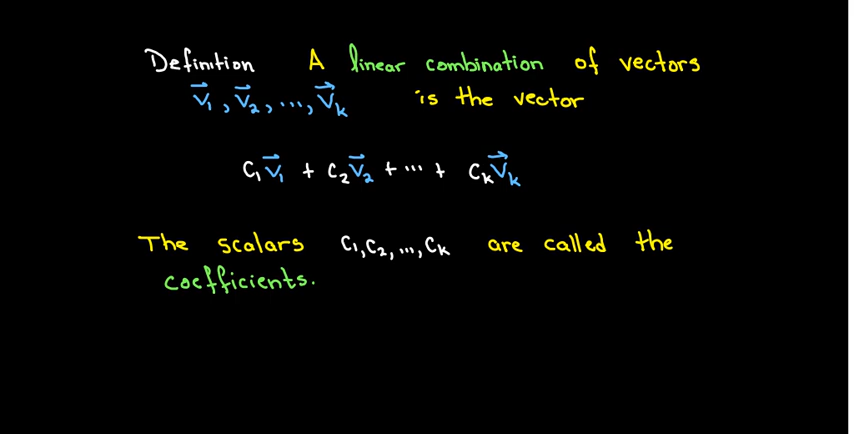 Definition A linear combination of vectors
v⃗₁, v⃗₂, ..., v⃗ₖ is the vector
c₁v⃗₁ + c₂v⃗₂ + ... + cₖv⃗ₖ
The scalars c₁, c₂, ..., cₖ are called the
coefficients.